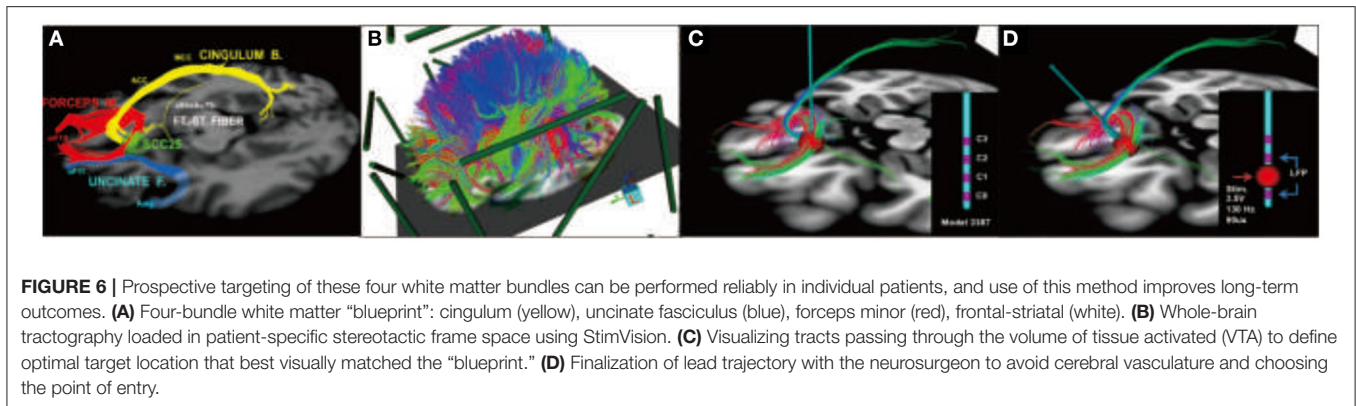 A
B
C
D
MCC
CINGULUM B.
ACC
FORCEPS M.
FT-ST FIBER
SCC25
UNCINATE F.
C3
C2
C1
C0
Model 3387
LFP
Stim
130 Hz
FIGURE 6 | Prospective targeting of these four white matter bundles can be performed reliably in individual patients, and use of this method improves long-term
outcomes. (A) Four-bundle white matter “blueprint”: cingulum (yellow), uncinate fasciculus (blue), forceps minor (red), frontal-striatal (white). (B) Whole-brain
tractography loaded in patient-specific stereotactic frame space using StimVision. (C) Visualizing tracts passing through the volume of tissue activated (VTA) to define
optimal target location that best visually matched the “blueprint.” (D) Finalization of lead trajectory with the neurosurgeon to avoid cerebral vasculature and choosing
the point of entry.